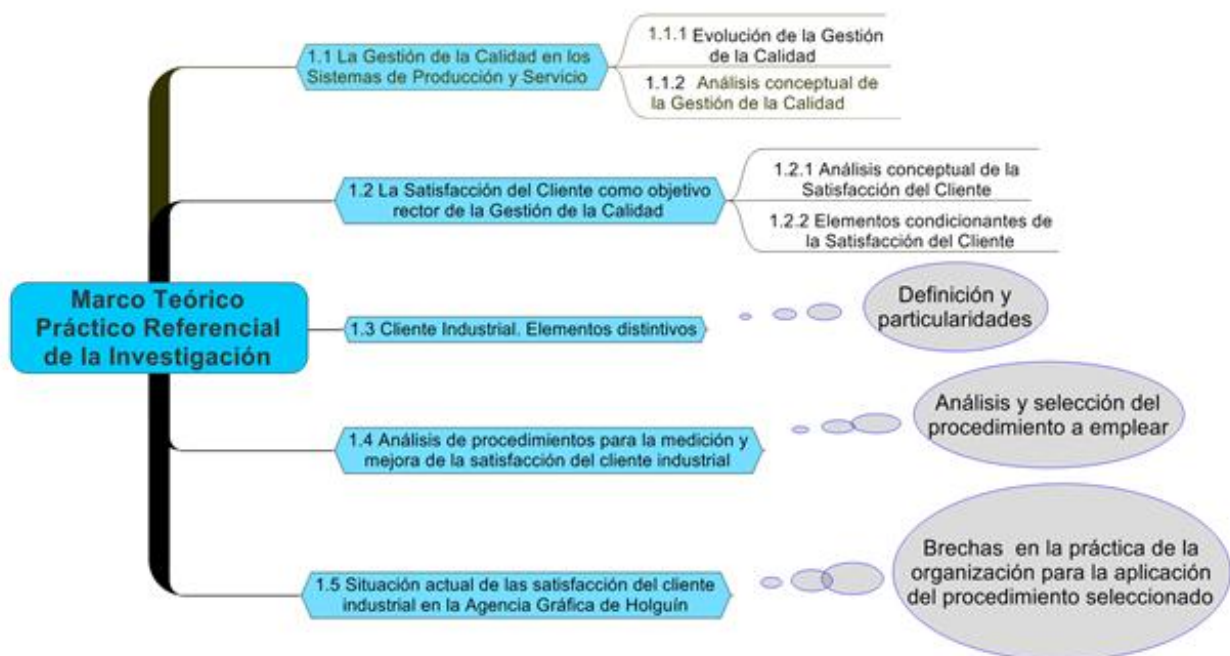 1.1 La Gestión de la Calidad en los
Sistemas de Producción y Servicio
1.1.1 Evolución de la Gestión
de la Calidad
1.1.2 Análisis conceptual de
la Gestión de la Calidad
1.2 La Satisfacción del Cliente como objetivo
rector de la Gestión de la Calidad
1.2.1 Análisis conceptual de la
Satisfacción del Cliente
1.2.2 Elementos condicionantes de
la Satisfacción del Cliente
Marco Teórico
Práctico Referencial
de la Investigación
1.3 Cliente Industrial. Elementos distintivos
Definición y
particularidades
1.4 Análisis de procedimientos para la medición y
mejora de la satisfacción del cliente industrial
Análisis y selección del
procedimiento a emplear
1.5 Situación actual de las satisfacción del cliente
industrial en la Agencia Gráfica de Holguín
Brechas en la práctica de la
organización para la aplicación
del procedimiento seleccionado